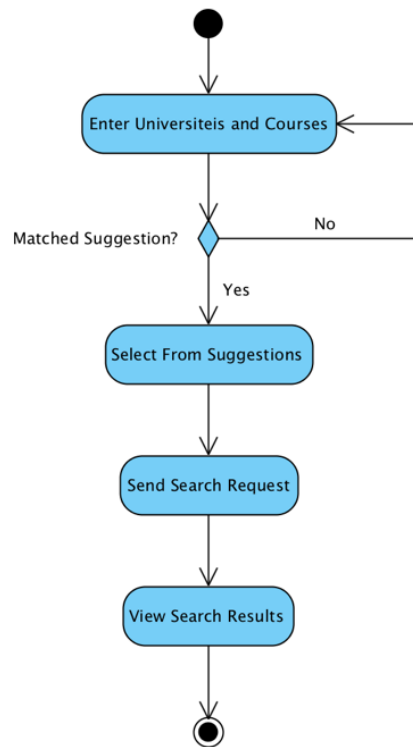 Enter Universiteis and Courses
Matched Suggestion?
No
Yes
Select From Suggestions
Send Search Request
View Search Results